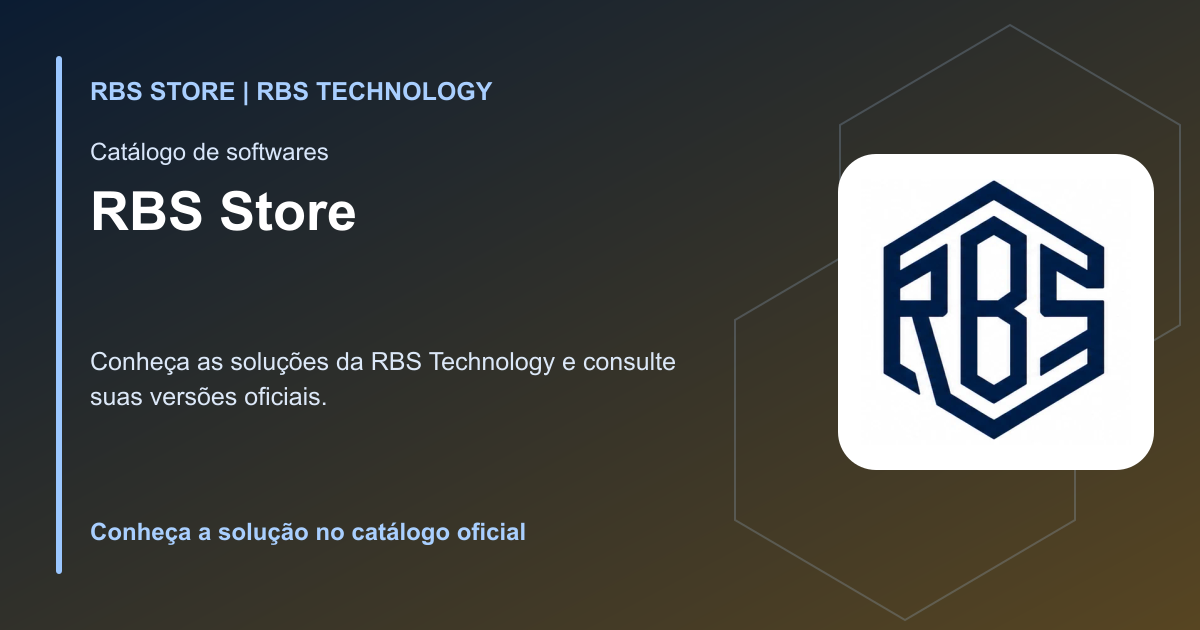 RBS STORE | RBS TECHNOLOGY
Catálogo de softwares
RBS Store
Conheça as soluções da RBS Technology e consulte
suas versões oficiais.
Conheça a solução no catálogo oficial
RBS